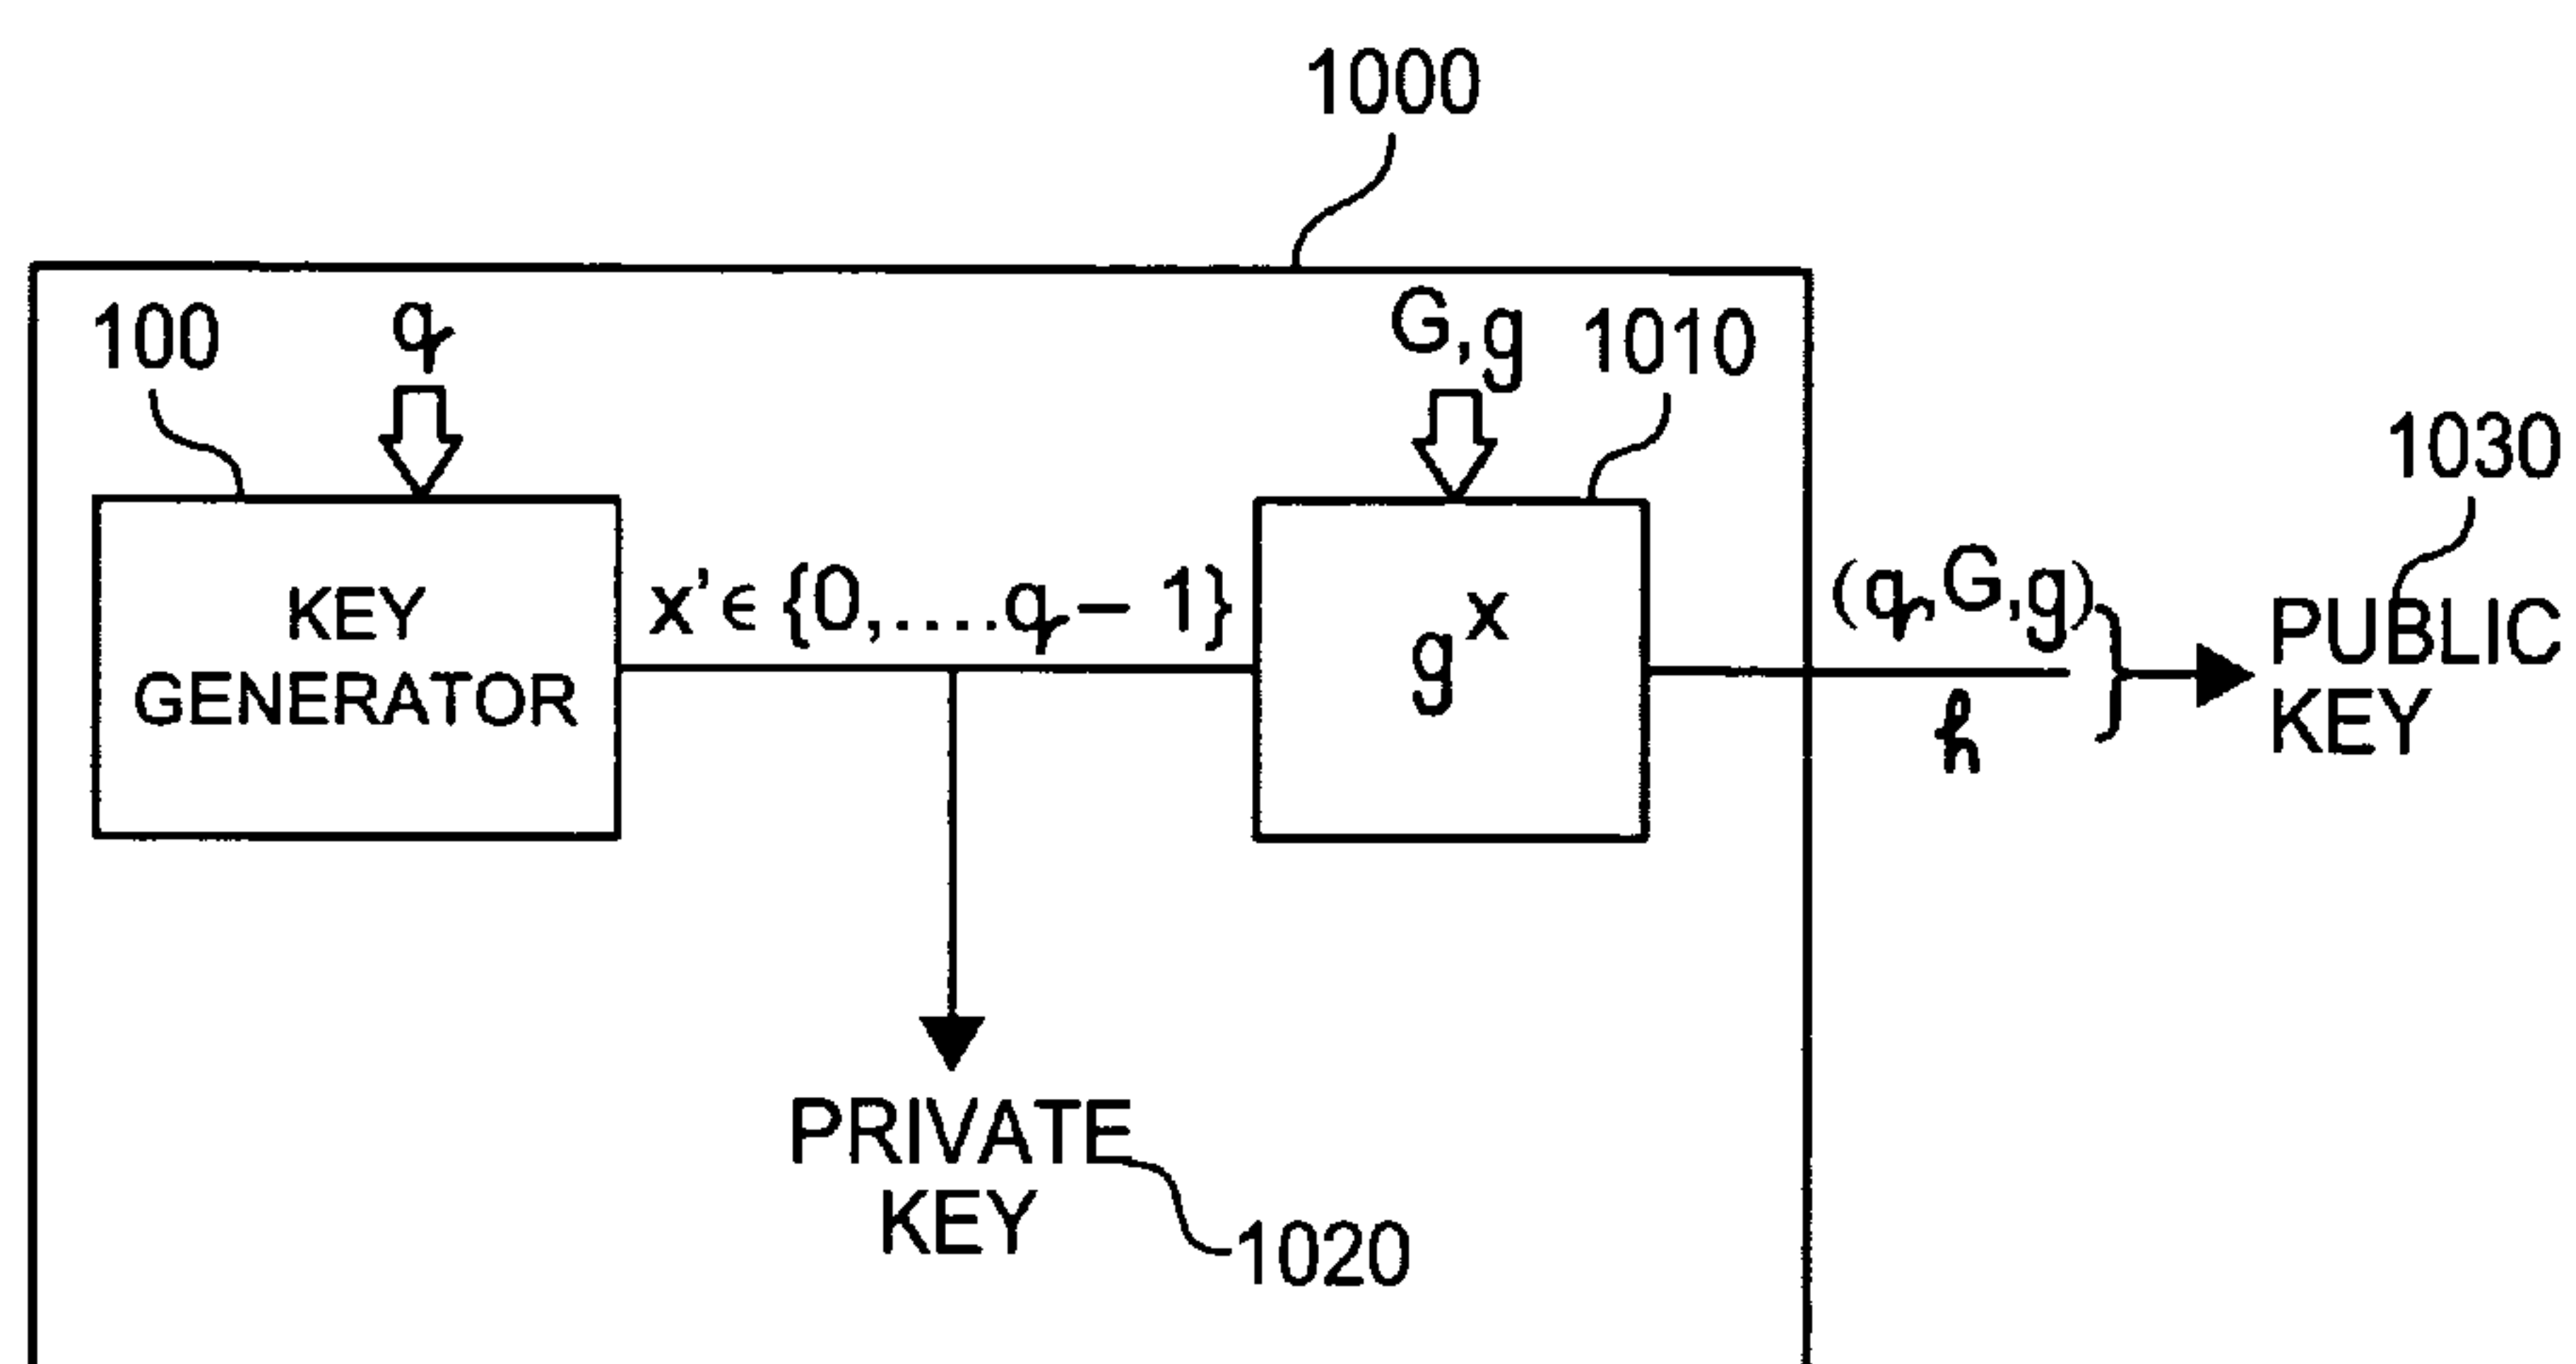 1000
100
q
G,g
1010
1030
KEY
GENERATOR
x' ϵ {0,....q – 1}
g^x
(q,G,g)
h
PUBLIC
KEY
PRIVATE
KEY
1020